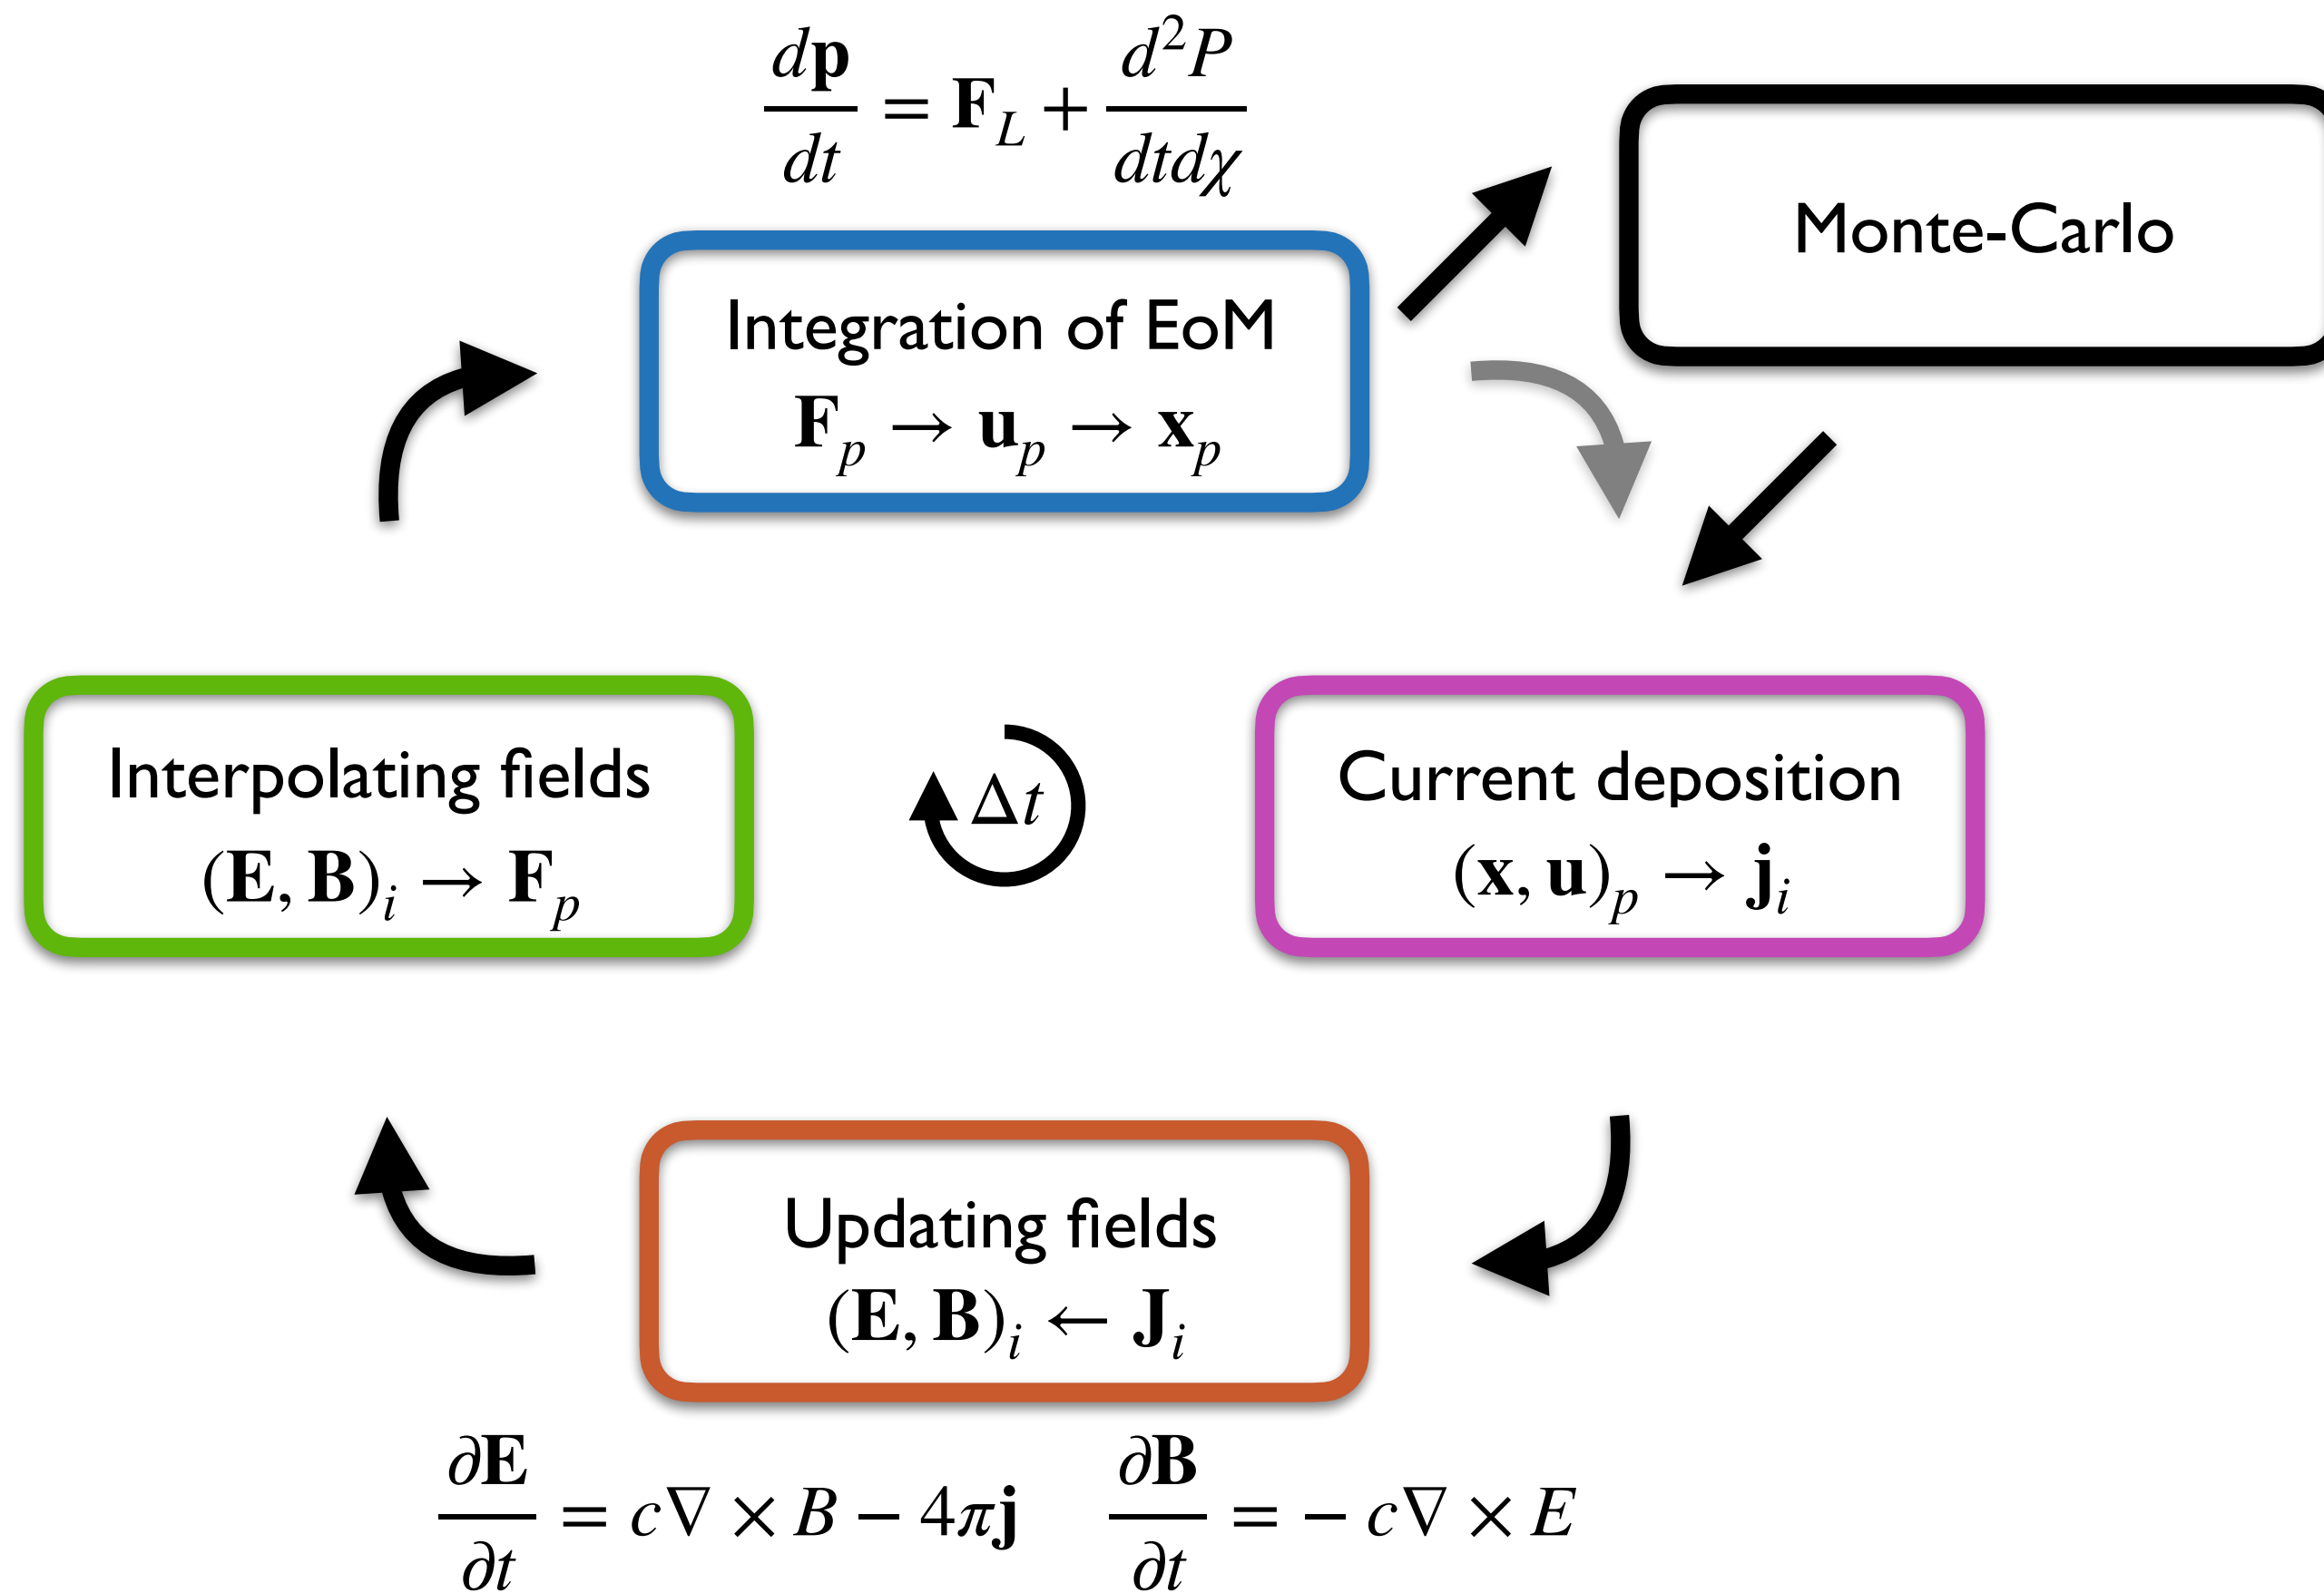 d𝐩/dt = 𝐅_L + d²P/dtdχ
Monte-Carlo
Integration of EoM
𝐅_p → 𝐮_p → 𝐱_p
Interpolating fields
(𝐄, 𝐁)_i → 𝐅_p
Δt
Current deposition
(𝐱, 𝐮)_p → 𝐣_i
Updating fields
(𝐄, 𝐁)_i ← 𝐉_i
∂𝐄/∂t = c∇ × B − 4π𝐣
∂𝐁/∂t = − c∇ × E